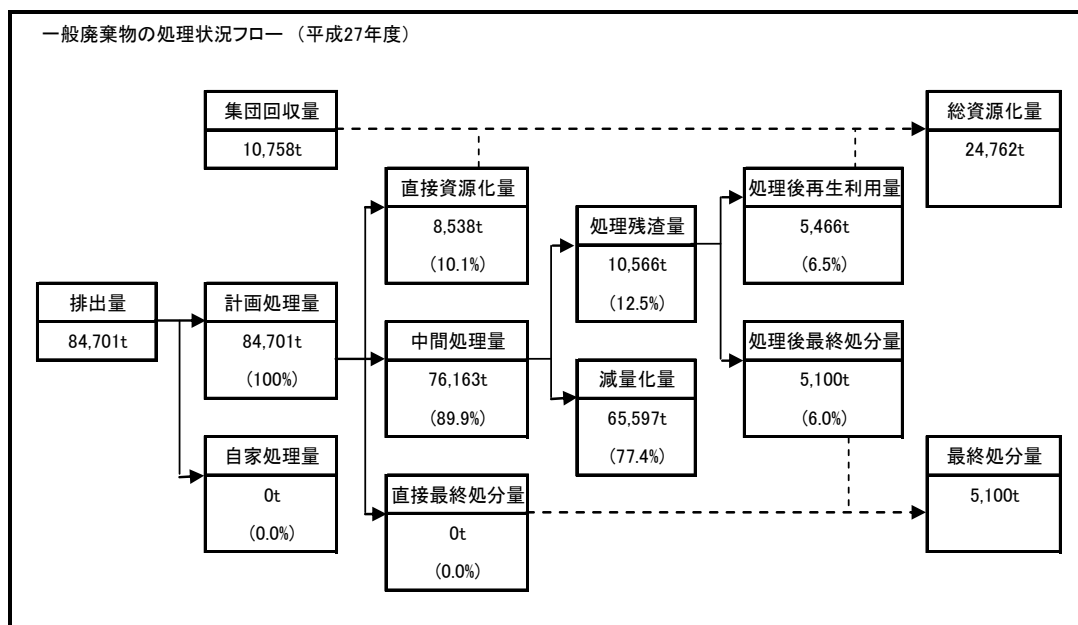 一般廃棄物の処理状況フロー (平成27年度)
集団回収量
10,758t
総資源化量
24,762t
直接資源化量
8,538t
(10.1%)
処理後再生利用量
5,466t
(6.5%)
処理残渣量
10,566t
(12.5%)
排出量
84,701t
計画処理量
84,701t
(100%)
中間処理量
76,163t
(89.9%)
処理後最終処分量
5,100t
(6.0%)
減量化量
65,597t
(77.4%)
自家処理量
0t
(0.0%)
直接最終処分量
0t
(0.0%)
最終処分量
5,100t